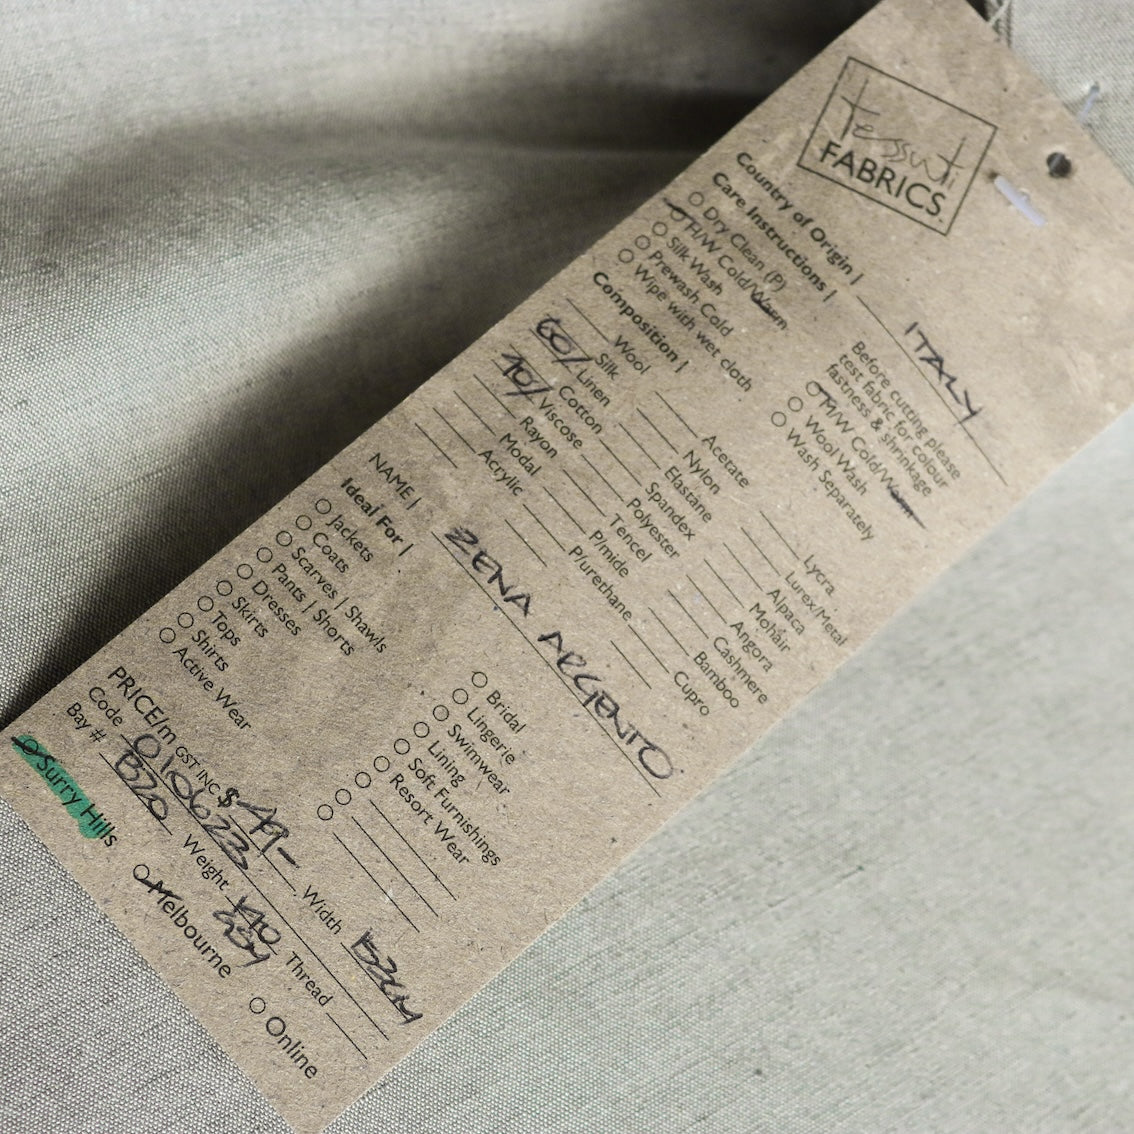 tessuti
FABRICS
Country of Origin | ITALY
Care Instructions |
Dry Clean (P)
H/W Cold/Warm
Silk Wash
Prewash Cold
Wipe with wet cloth
Before cutting please
test fabric for colour
fastness & shrinkage
H/W Cold/Warm
Wool Wash
Wash Separately
Composition |
Wool
Silk
60/ Linen
Cotton
Viscose
Rayon
Modal
Acrylic
Acetate
Nylon
Elastane
Spandex
Polyester
Tencel
P/mide
P/urethane
Lycra
Lurex/Metal
Alpaca
Mohair
Angora
Cashmere
Bamboo
Cupro
NAME | ZENA ARGENTO
Ideal For |
Jackets
Coats
Scarves | Shawls
Pants | Shorts
Dresses
Skirts
Tops
Shirts
Active Wear
Bridal
Lingerie
Swimwear
Lining
Soft Furnishings
Resort Wear
PRICE/m GST INC $ 49- Width
Code 010623 Weight Thread
Bay # B20
Surry Hills Melbourne Online